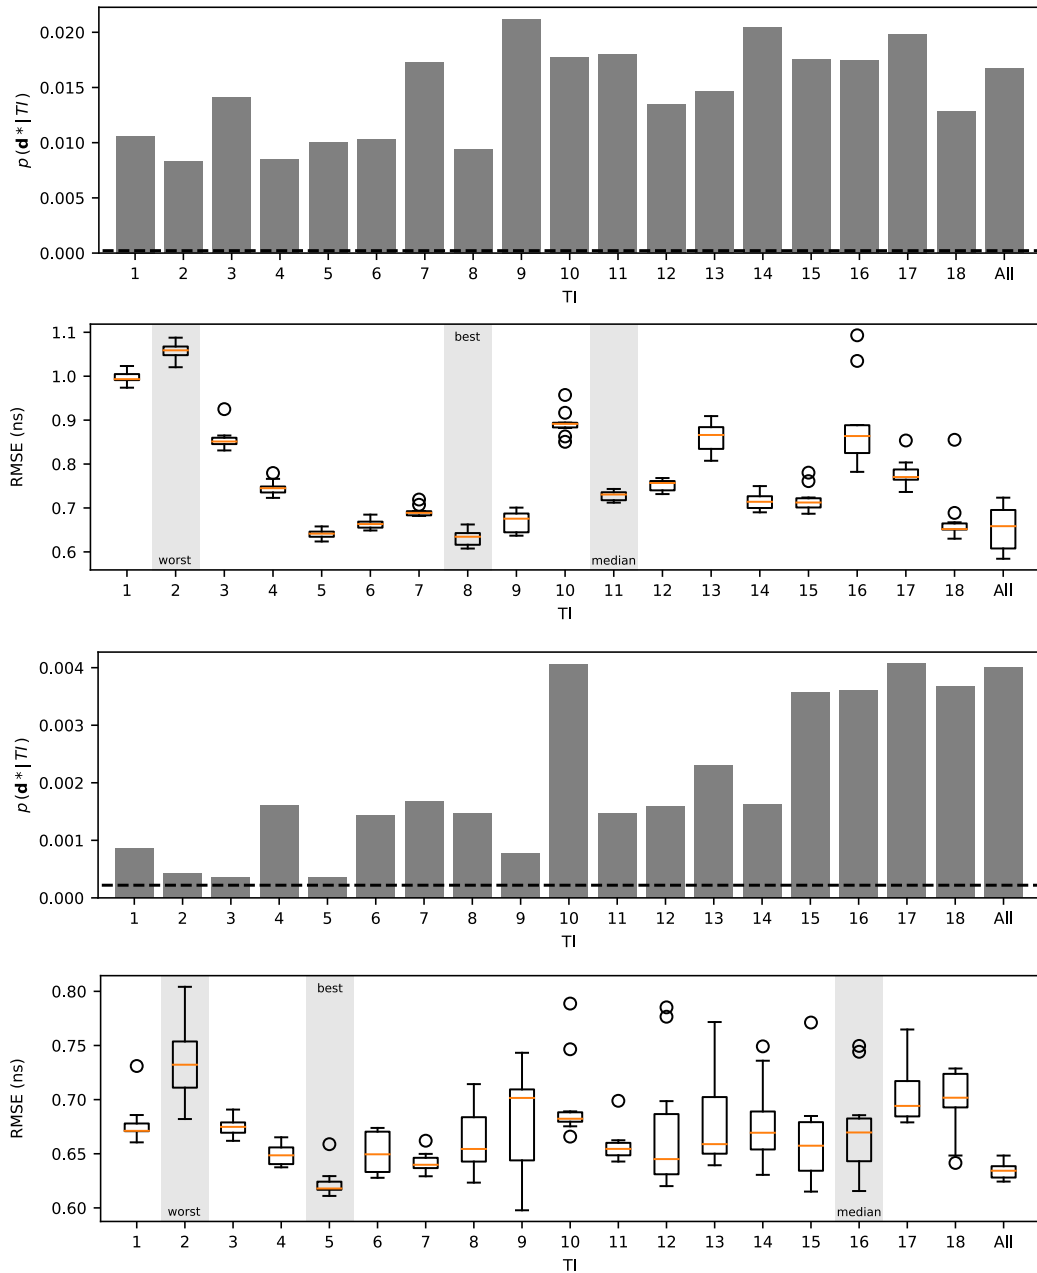 0.020
0.015
0.010
0.005
0.000
p(d*|TI)
1 2 3 4 5 6 7 8 9 10 11 12 13 14 15 16 17 18 All
TI
1.1
1.0
0.9
0.8
0.7
0.6
RMSE (ns)
best
worst
median
1 2 3 4 5 6 7 8 9 10 11 12 13 14 15 16 17 18 All
TI
0.004
0.003
0.002
0.001
0.000
p(d*|TI)
1 2 3 4 5 6 7 8 9 10 11 12 13 14 15 16 17 18 All
TI
0.80
0.75
0.70
0.65
0.60
RMSE (ns)
best
worst
median
1 2 3 4 5 6 7 8 9 10 11 12 13 14 15 16 17 18 All
TI